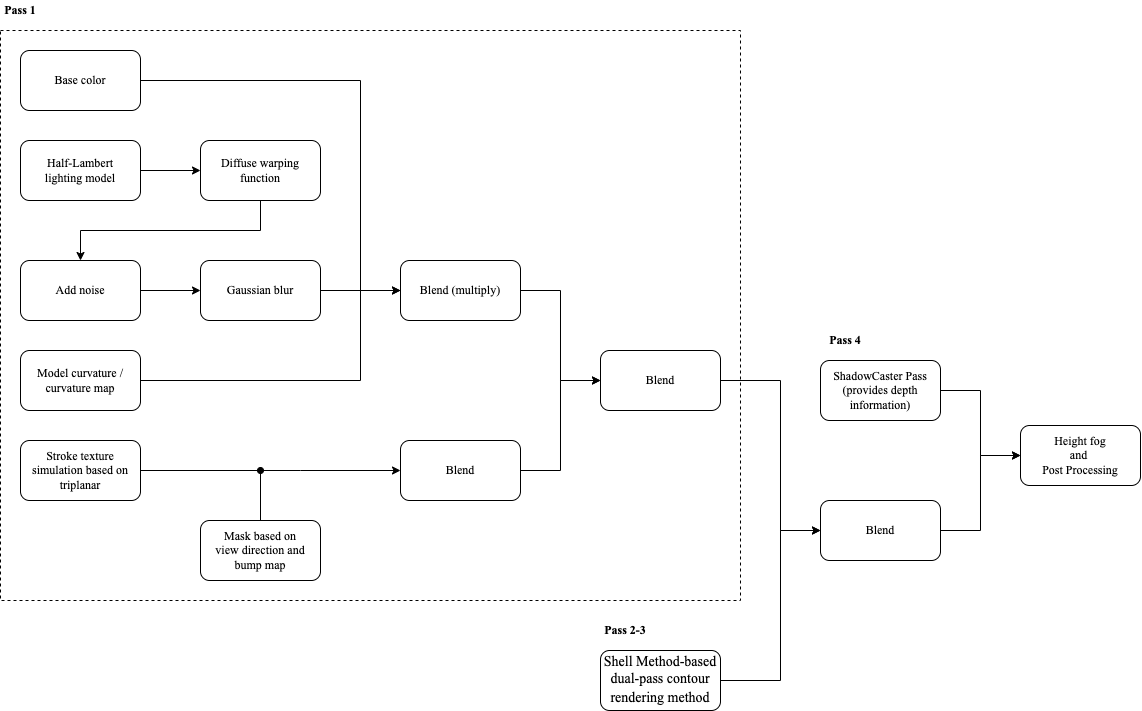 Pass 1
Base color
Half-Lambert
lighting model
Diffuse warping
function
Add noise
Gaussian blur
Blend (multiply)
Model curvature /
curvature map
Blend
Stroke texture
simulation based on
triplanar
Blend
Mask based on
view direction and
bump map
Pass 4
ShadowCaster Pass
(provides depth
information)
Height fog
and
Post Processing
Blend
Pass 2-3
Shell Method-based
dual-pass contour
rendering method